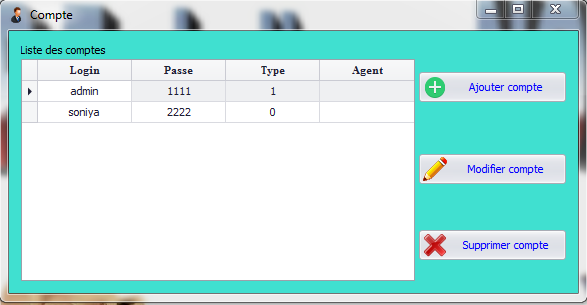 Compte
Liste des comptes
Login Passe Type Agent
admin 1111 1
soniya 2222 0
Ajouter compte
Modifier compte
Supprimer compte